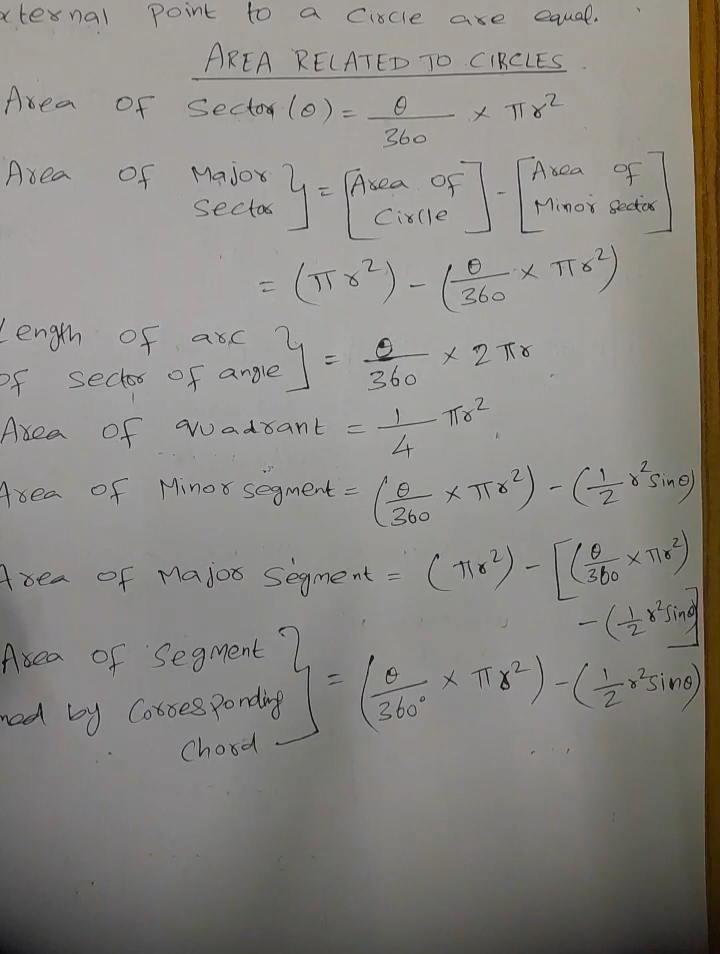 xternal point to a circle are equal.
AREA RELATED TO CIRCLES
Area of Sector (θ) = θ/360 × πr²
Area of Major Sector } = [Area of Circle] - [Area of Minor sector]
= (πr²) - (θ/360 × πr²)
Length of arc of sector of angle } = θ/360 × 2πr
Area of quadrant = 1/4 πr²
Area of Minor segment = (θ/360 × πr²) - (1/2 r² sinθ)
Area of Major segment = (πr²) - [(θ/360 × πr²)
- (1/2 r² sinθ)]
Area of segment med by corresponding chord } = (θ/360° × πr²) - (1/2 r² sinθ)